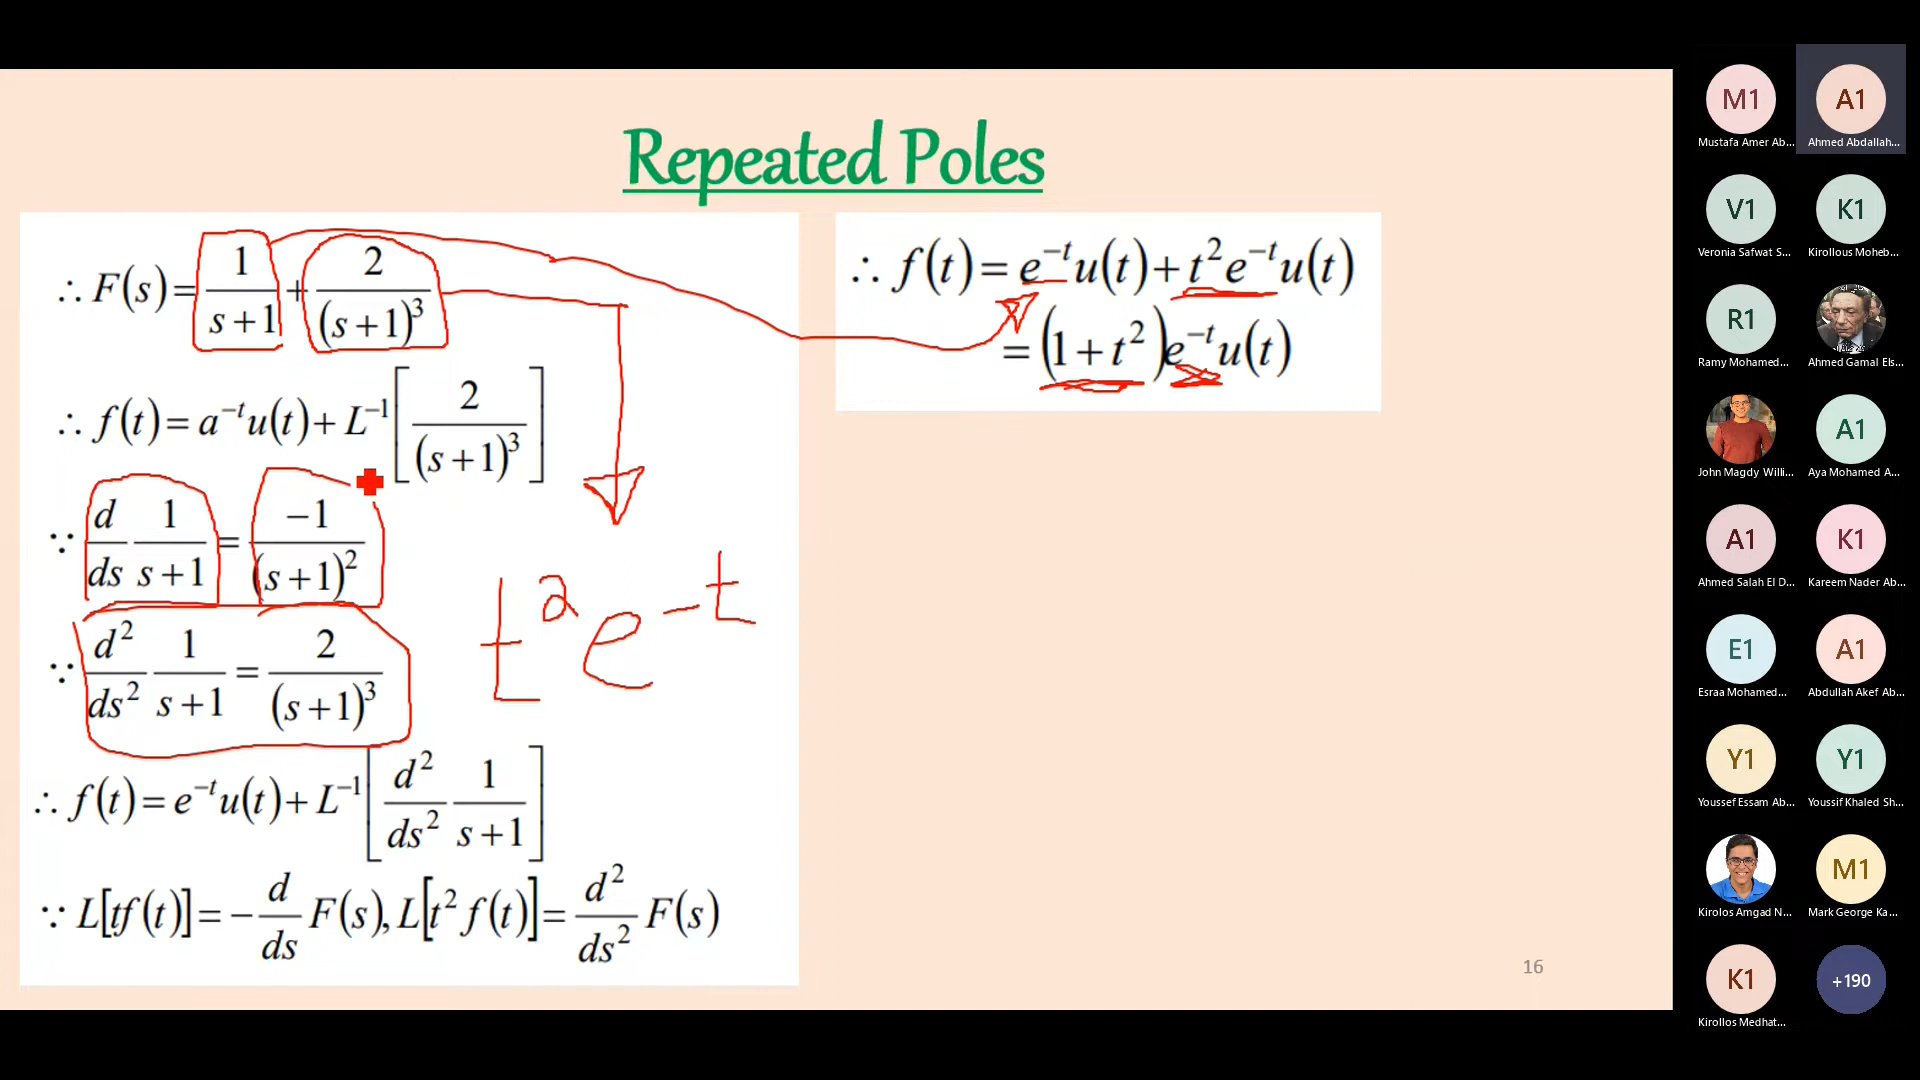 Repeated Poles
∴ F(s) = 1/(s+1) + 2/(s+1)³
∴ f(t) = a⁻ᵗu(t) + L⁻¹[2/(s+1)³]
∵ d/ds 1/(s+1) = −1/(s+1)²
∵ d²/ds² 1/(s+1) = 2/(s+1)³
∴ f(t) = e⁻ᵗu(t) + L⁻¹[d²/ds² 1/(s+1)]
∵ L[tf(t)] = − d/ds F(s), L[t² f(t)] = d²/ds² F(s)
t²e⁻ᵗ
∴ f(t) = e⁻ᵗu(t) + t²e⁻ᵗu(t)
= (1+t²)e⁻ᵗu(t)
16
M1 A1
Mustafa Amer Ab... Ahmed Abdallah...
V1 K1
Veronia Safwat S... Kirollous Moheb...
R1
Ramy Mohamed... Ahmed Gamal Els...
A1
John Magdy Willi... Aya Mohamed A...
A1 K1
Ahmed Salah El D... Kareem Nader Ab...
E1 A1
Esraa Mohamed... Abdullah Akef Ab...
Y1 Y1
Youssef Essam Ab... Youssif Khaled Sh...
M1
Kirolos Amgad N... Mark George Ka...
K1 +190
Kirollos Medhat...